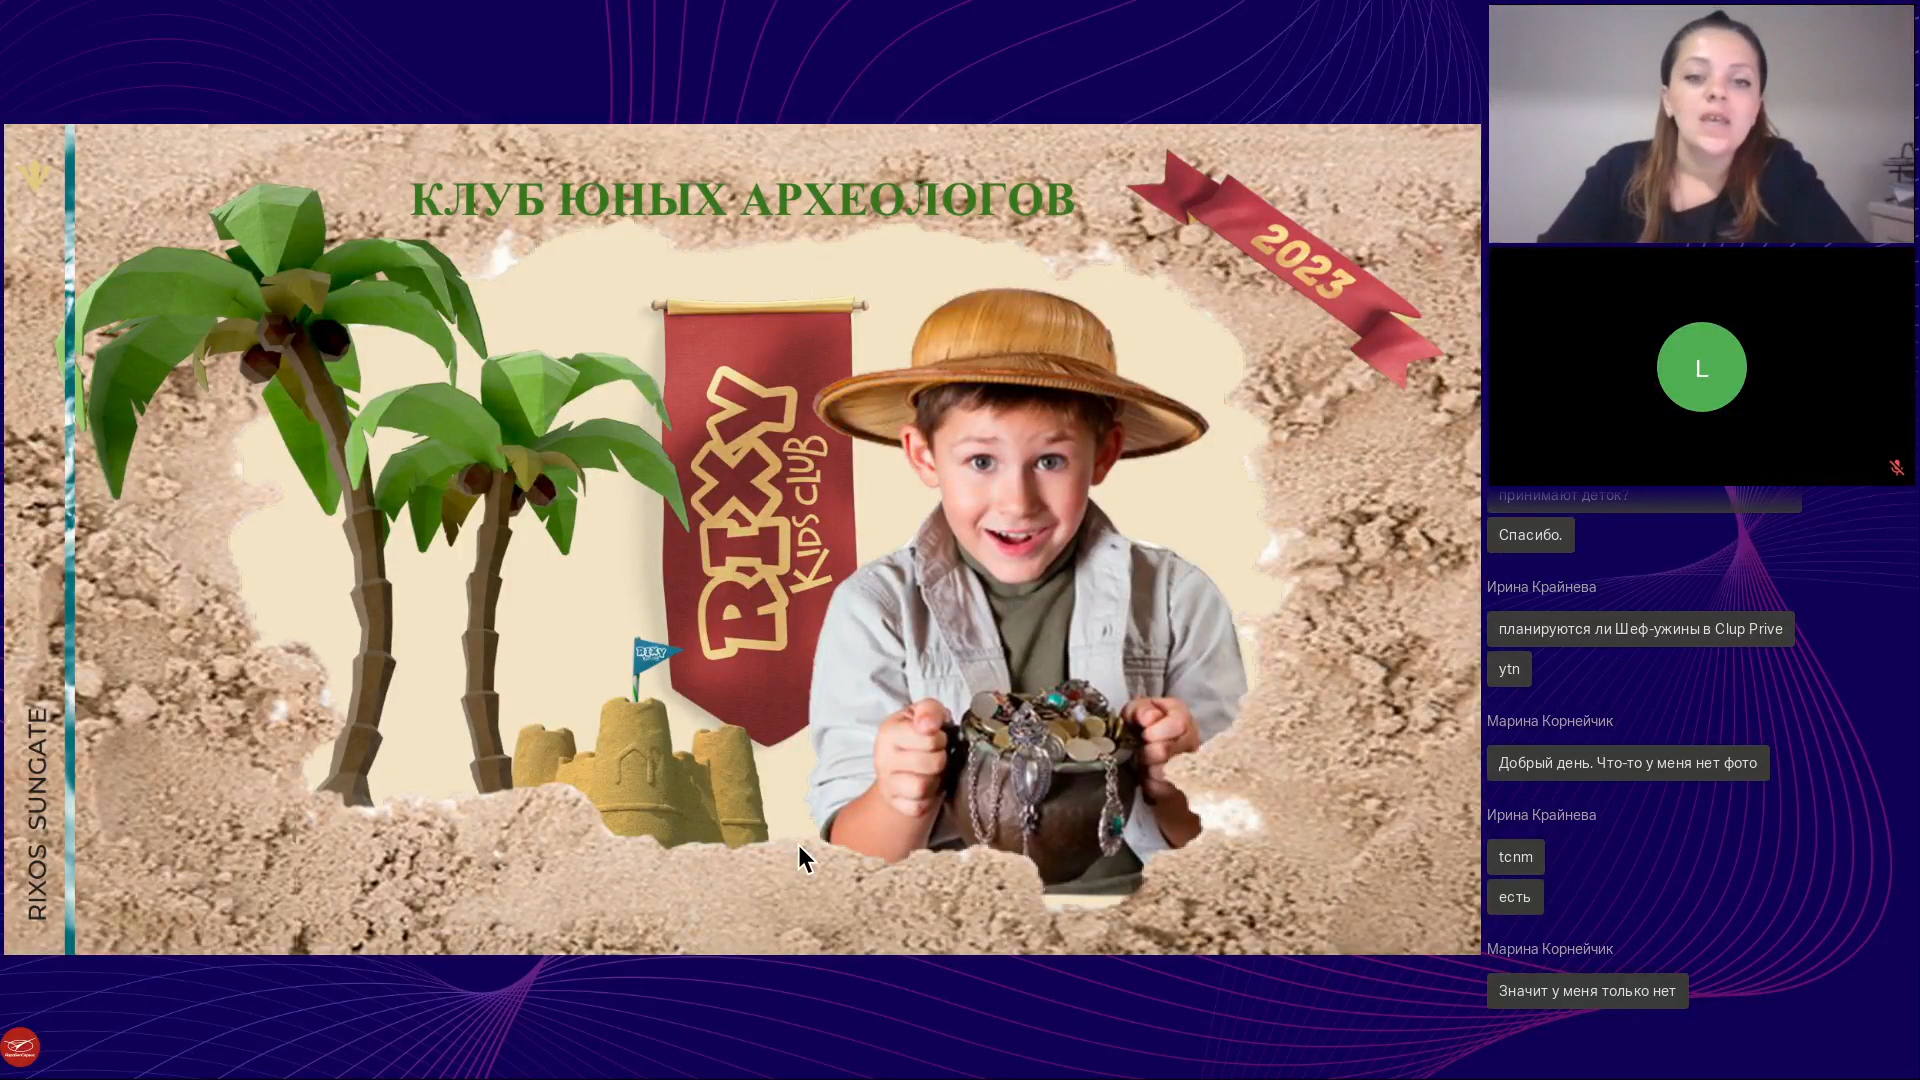 КЛУБ ЮНЫХ АРХЕОЛОГОВ
2023
RIXY
KIDS CLUB
RIXY
RIXOS SUNGATE
L
принимают деток?
Спасибо.
Ирина Крайнева
планируются ли Шеф-ужины в Clup Prive
ytn
Марина Корнейчик
Добрый день. Что-то у меня нет фото
Ирина Крайнева
tcnm
есть
Марина Корнейчик
Значит у меня только нет